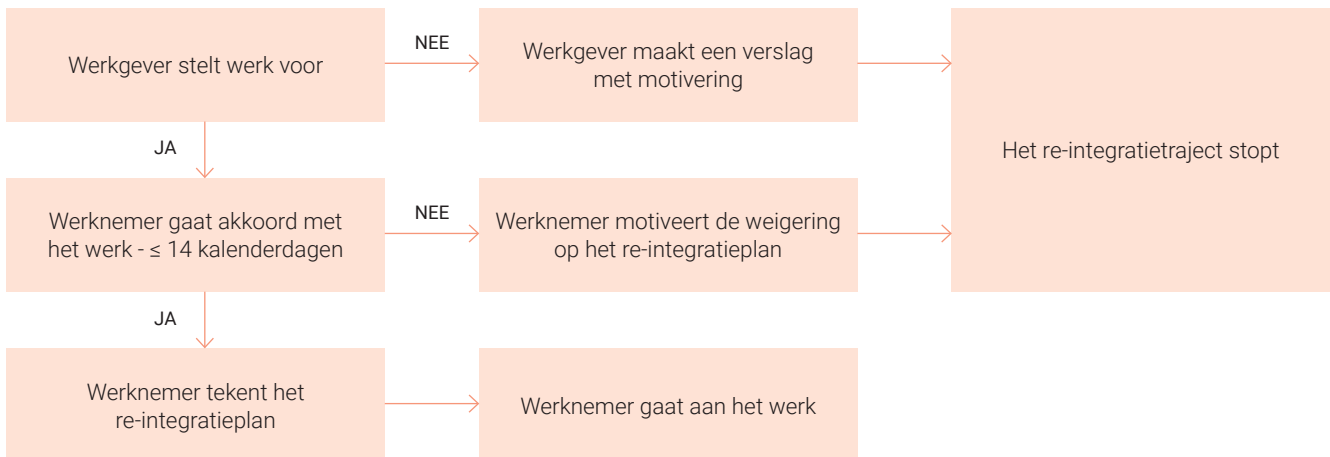 Werkgever stelt werk voor
NEE
Werkgever maakt een verslag
met motivering
Het re-integratietraject stopt
JA
Werknemer gaat akkoord met
het werk - ≤ 14 kalenderdagen
NEE
Werknemer motiveert de weigering
op het re-integratieplan
JA
Werknemer tekent het
re-integratieplan
Werknemer gaat aan het werk